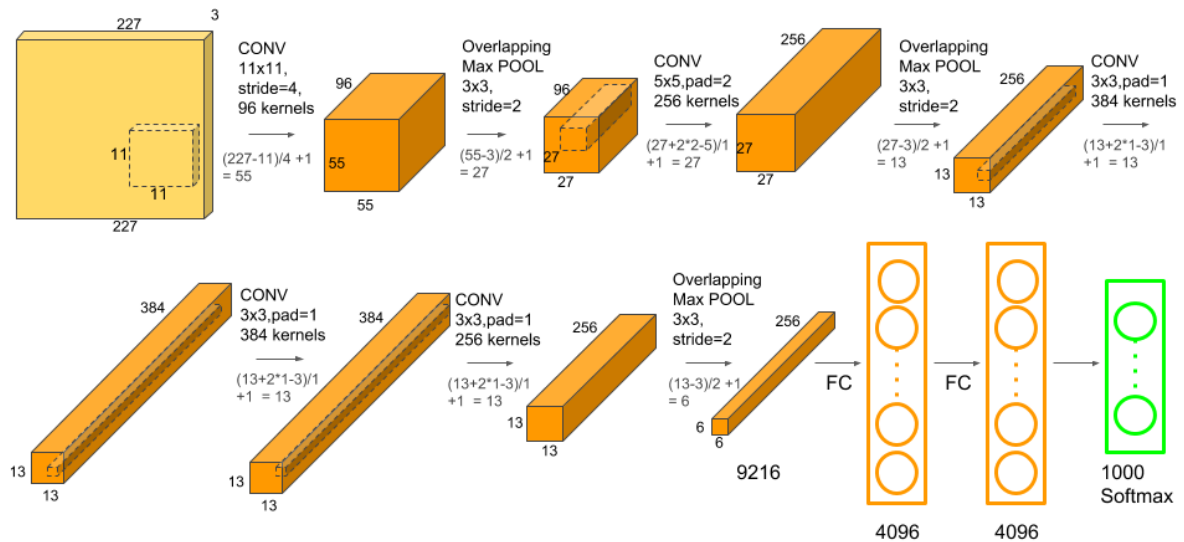 227
3
11
11
227
CONV
11x11,
stride=4,
96 kernels
(227-11)/4 +1
= 55
96
55
55
Overlapping
Max POOL
3x3,
stride=2
(55-3)/2 +1
= 27
96
27
27
CONV
5x5,pad=2
256 kernels
(27+2*2-5)/1
+1 = 27
256
27
27
Overlapping
Max POOL
3x3,
stride=2
(27-3)/2 +1
= 13
256
13
13
CONV
3x3,pad=1
384 kernels
(13+2*1-3)/1
+1 = 13
384
13
13
CONV
3x3,pad=1
384 kernels
(13+2*1-3)/1
+1 = 13
384
13
13
CONV
3x3,pad=1
256 kernels
(13+2*1-3)/1
+1 = 13
256
13
13
Overlapping
Max POOL
3x3,
stride=2
(13-3)/2 +1
= 6
256
6
6
9216
FC
4096
FC
4096
1000
Softmax